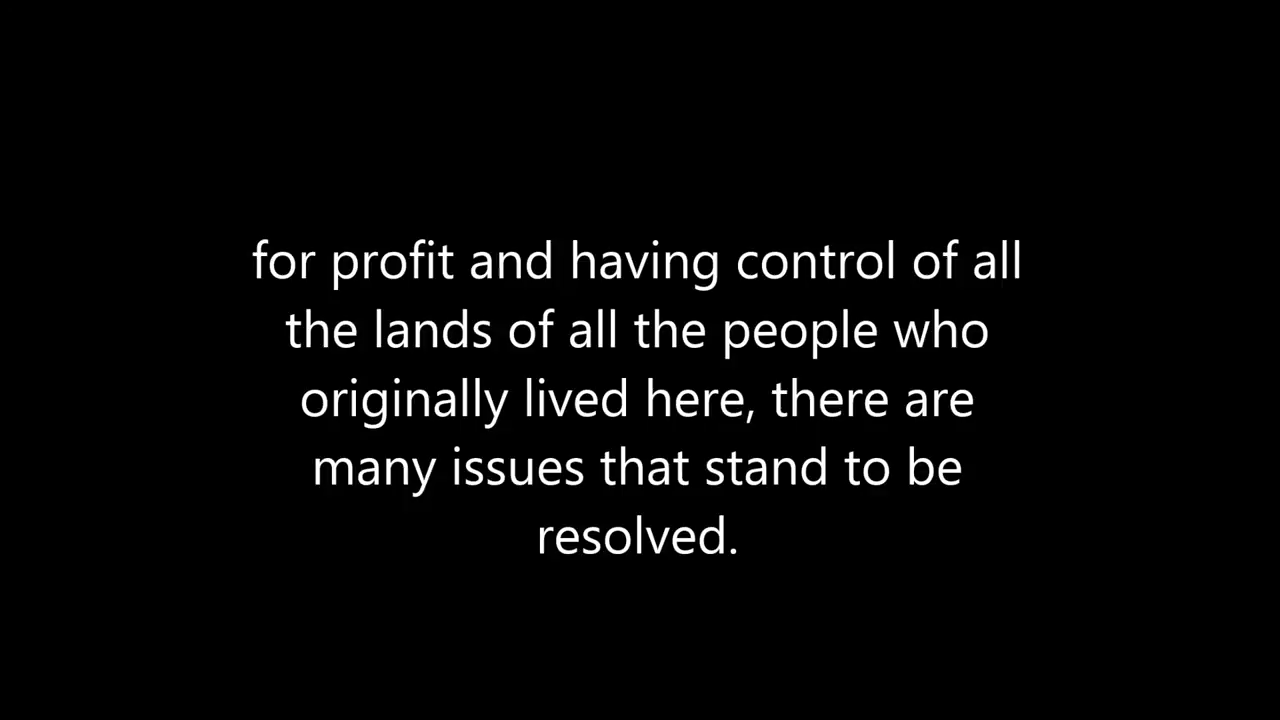 for profit and having control of all
the lands of all the people who
originally lived here, there are
many issues that stand to be
resolved.